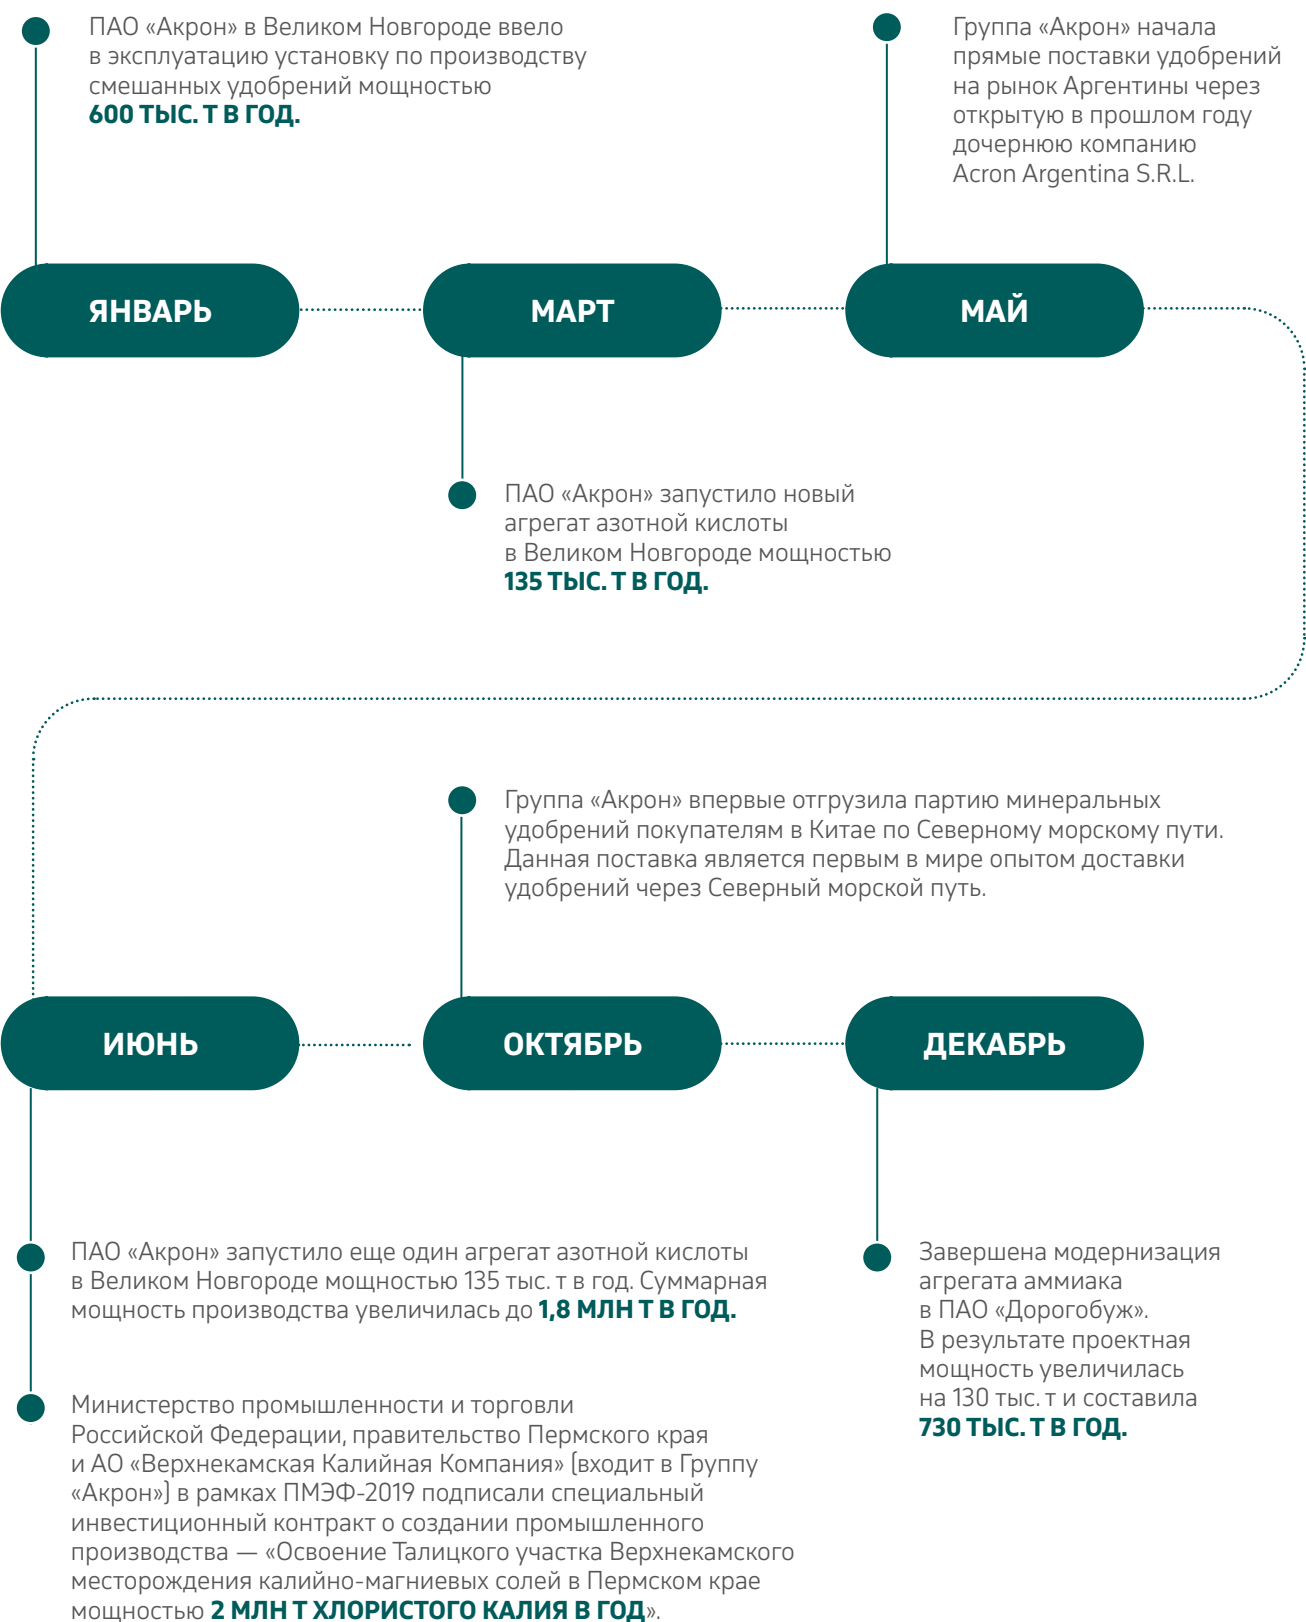 ПАО «Акрон» в Великом Новгороде ввело
в эксплуатацию установку по производству
смешанных удобрений мощностью
600 ТЫС. Т В ГОД.
Группа «Акрон» начала
прямые поставки удобрений
на рынок Аргентины через
открытую в прошлом году
дочернюю компанию
Acron Argentina S.R.L.
ЯНВАРЬ
МАРТ
МАЙ
ПАО «Акрон» запустило новый
агрегат азотной кислоты
в Великом Новгороде мощностью
135 ТЫС. Т В ГОД.
Группа «Акрон» впервые отгрузила партию минеральных
удобрений покупателям в Китае по Северному морскому пути.
Данная поставка является первым в мире опытом доставки
удобрений через Северный морской путь.
ИЮНЬ
ОКТЯБРЬ
ДЕКАБРЬ
ПАО «Акрон» запустило еще один агрегат азотной кислоты
в Великом Новгороде мощностью 135 тыс. т в год. Суммарная
мощность производства увеличилась до 1,8 МЛН Т В ГОД.
Министерство промышленности и торговли
Российской Федерации, правительство Пермского края
и АО «Верхнекамская Калийная Компания» (входит в Группу
«Акрон») в рамках ПМЭФ-2019 подписали специальный
инвестиционный контракт о создании промышленного
производства — «Освоение Талицкого участка Верхнекамского
месторождения калийно-магниевых солей в Пермском крае
мощностью 2 МЛН Т ХЛОРИСТОГО КАЛИЯ В ГОД».
Завершена модернизация
агрегата аммиака
в ПАО «Дорогобуж».
В результате проектная
мощность увеличилась
на 130 тыс. т и составила
730 ТЫС. Т В ГОД.